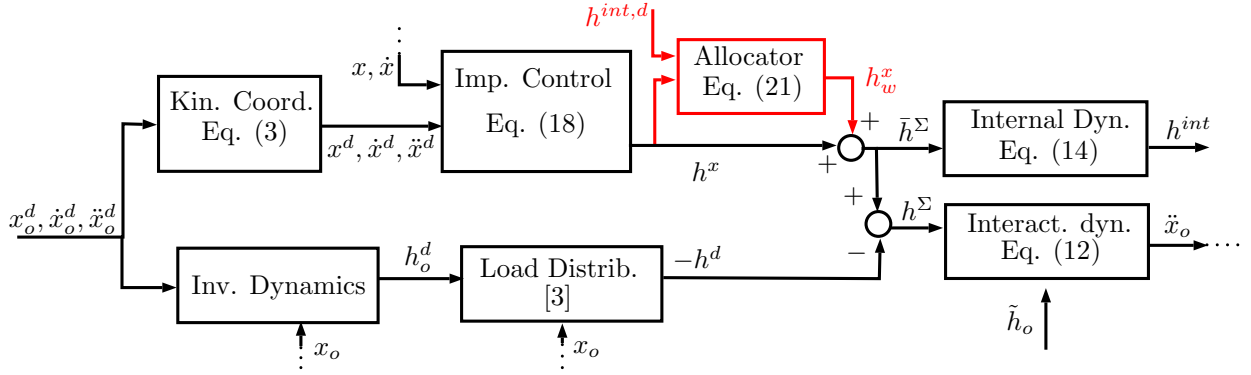 h^{int,d}
x, ẋ
Imp. Control
Eq. (18)
Allocator
Eq. (21)
h_w^x
Kin. Coord.
Eq. (3)
x^d, ẋ^d, ẍ^d
h^x
+
+
h̄^Σ
Internal Dyn.
Eq. (14)
h^{int}
x_o^d, ẋ_o^d, ẍ_o^d
+
−
h^Σ
Interact. dyn.
Eq. (12)
ẍ_o
Inv. Dynamics
h_o^d
Load Distrib.
[3]
−h^d
x_o
x_o
h̃_o